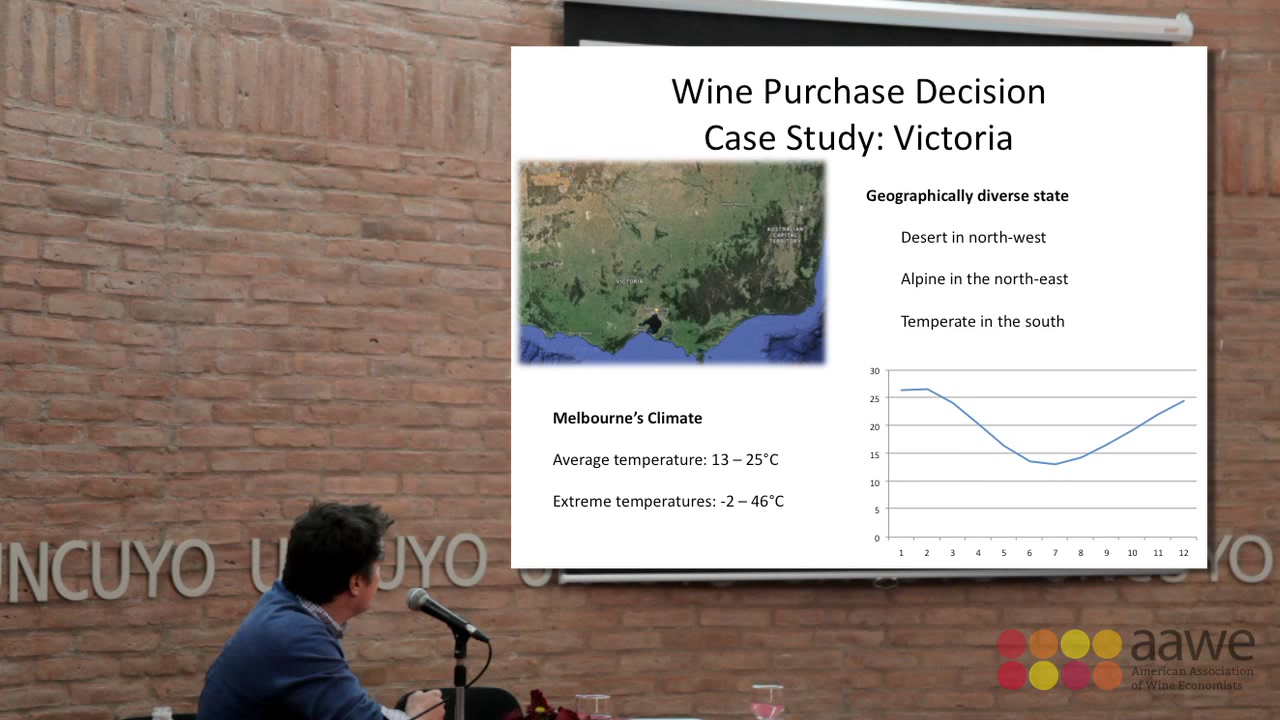 Wine Purchase Decision
Case Study: Victoria
AUSTRALIAN
CAPITAL
TERRITORY
VICTORIA
Geographically diverse state
Desert in north-west
Alpine in the north-east
Temperate in the south
Melbourne's Climate
Average temperature: 13 – 25°C
Extreme temperatures: -2 – 46°C
30
25
20
15
10
5
0
1 2 3 4 5 6 7 8 9 10 11 12
UNCUYO
aawe
American Association
of Wine Economists